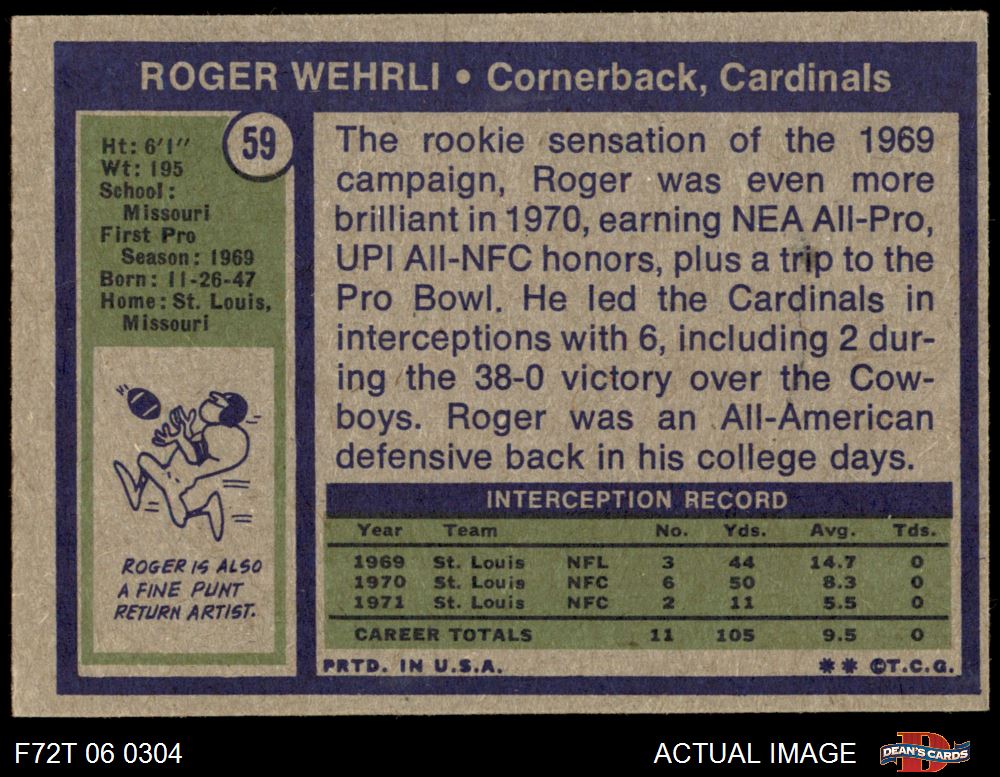 ROGER WEHRLI • Cornerback, Cardinals
59
Ht: 6'1"
Wt: 195
School:
Missouri
First Pro
Season: 1969
Born: 11-26-47
Home: St. Louis,
Missouri
ROGER IS ALSO
A FINE PUNT
RETURN ARTIST.
The rookie sensation of the 1969
campaign, Roger was even more
brilliant in 1970, earning NEA All-Pro,
UPI All-NFC honors, plus a trip to the
Pro Bowl. He led the Cardinals in
interceptions with 6, including 2 dur-
ing the 38-0 victory over the Cow-
boys. Roger was an All-American
defensive back in his college days.
INTERCEPTION RECORD
Year Team No. Yds. Avg. Tds.
1969 St. Louis NFL 3 44 14.7 0
1970 St. Louis NFC 6 50 8.3 0
1971 St. Louis NFC 2 11 5.5 0
CAREER TOTALS 11 105 9.5 0
PRTD. IN U.S.A. ** ©T.C.G.
F72T 06 0304 ACTUAL IMAGE DEAN'S CARDS